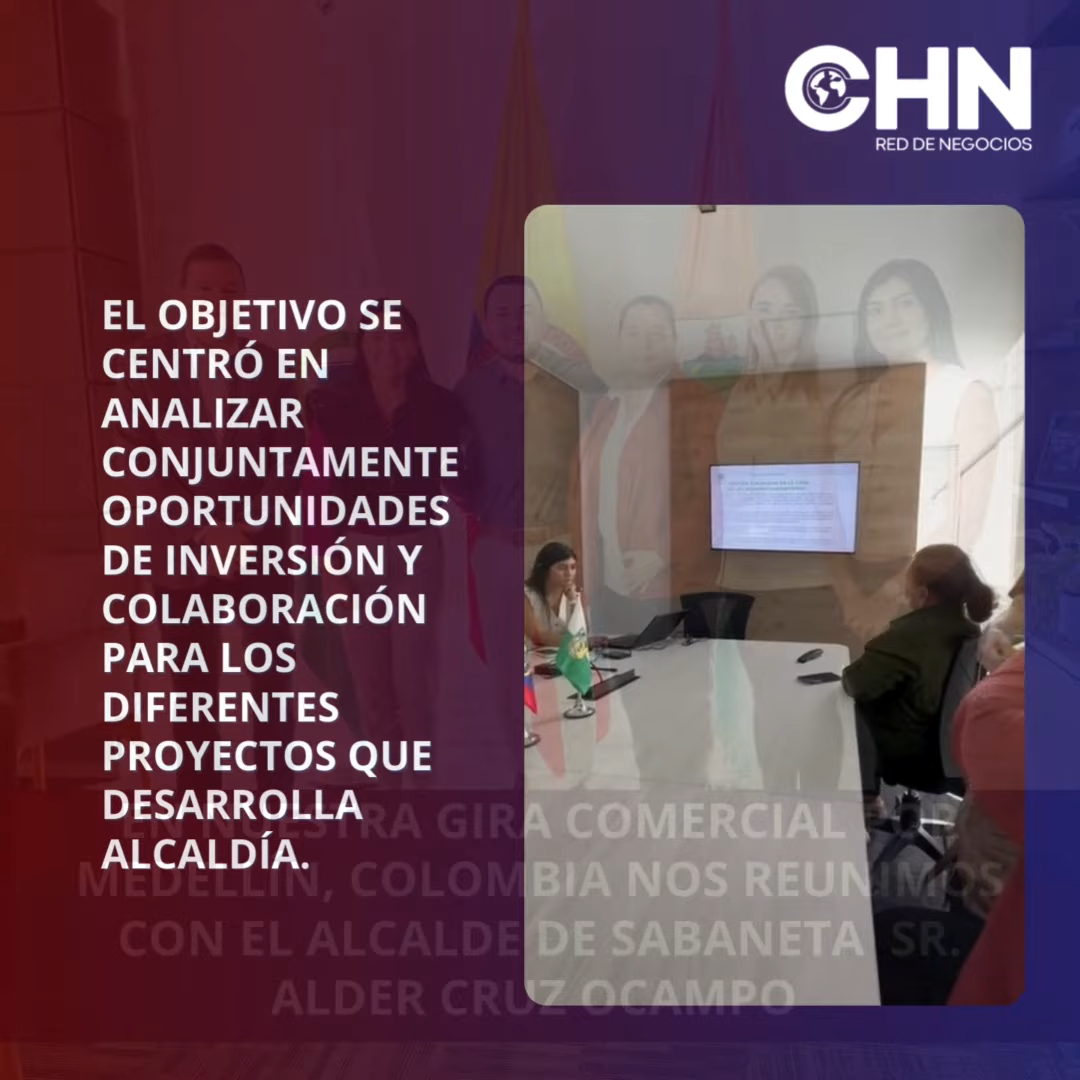 CHN
RED DE NEGOCIOS
EL OBJETIVO SE
CENTRÓ EN
ANALIZAR
CONJUNTAMENTE
OPORTUNIDADES
DE INVERSIÓN Y
COLABORACIÓN
PARA LOS
DIFERENTES
PROYECTOS QUE
DESARROLLA
ALCALDÍA.
EN NUESTRA GIRA COMERCIAL POR
MEDELLÍN, COLOMBIA NOS REUNIMOS
CON EL ALCALDE DE SABANETA, SR.
ALDER CRUZ OCAMPO